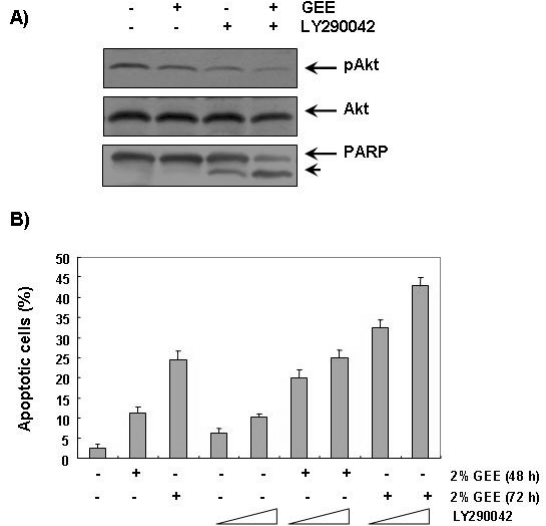 A)
- + - + GEE
- - + + LY290042
pAkt
Akt
PARP
B)
Apoptotic cells (%)
50
45
40
35
30
25
20
15
10
5
0
- + - - - + + - - 2% GEE (48 h)
- - + - - - - + + 2% GEE (72 h)
- - - LY290042